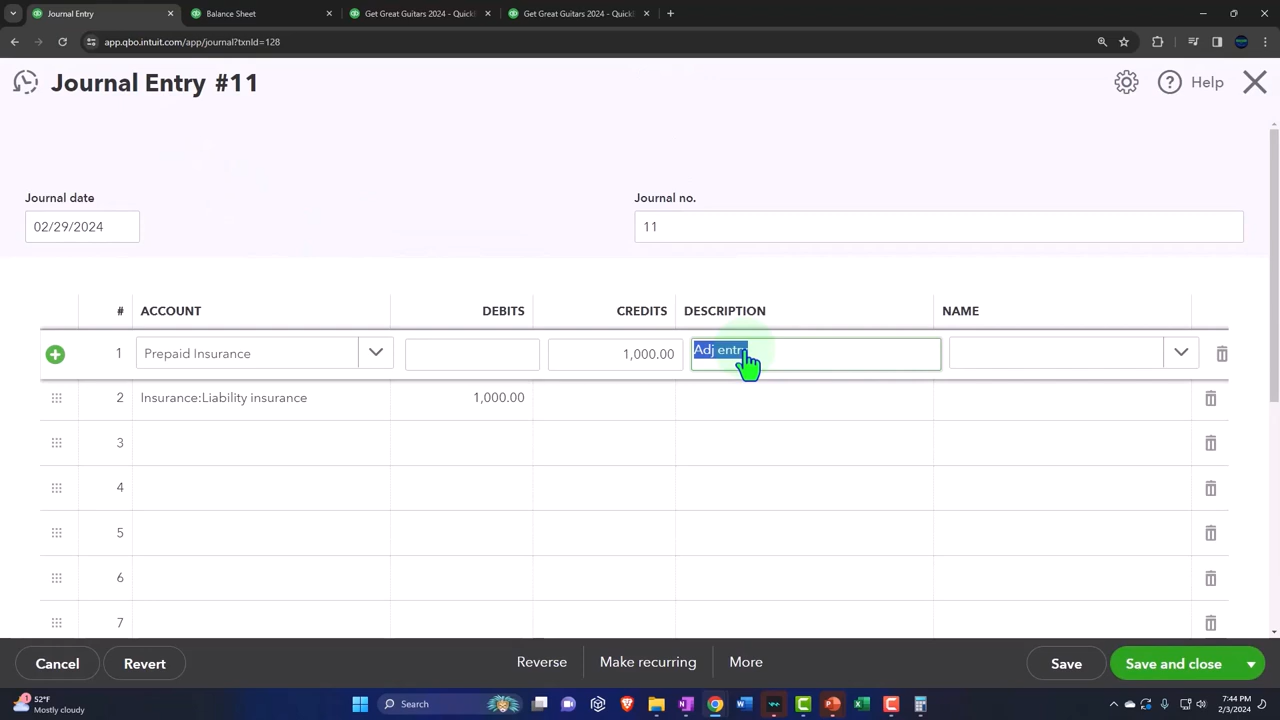 Journal Entry
Balance Sheet
Get Great Guitars 2024 - QuickB
Get Great Guitars 2024 - QuickB
app.qbo.intuit.com/app/journal?txnId=128
Journal Entry #11
Help
Journal date
Journal no.
02/29/2024
11
# ACCOUNT DEBITS CREDITS DESCRIPTION NAME
1 Prepaid Insurance 1,000.00 Adj entry
2 Insurance:Liability insurance 1,000.00
3
4
5
6
7
Cancel
Revert
Reverse
Make recurring
More
Save
Save and close
52°F
Mostly cloudy
Search
7:44 PM
2/3/2024